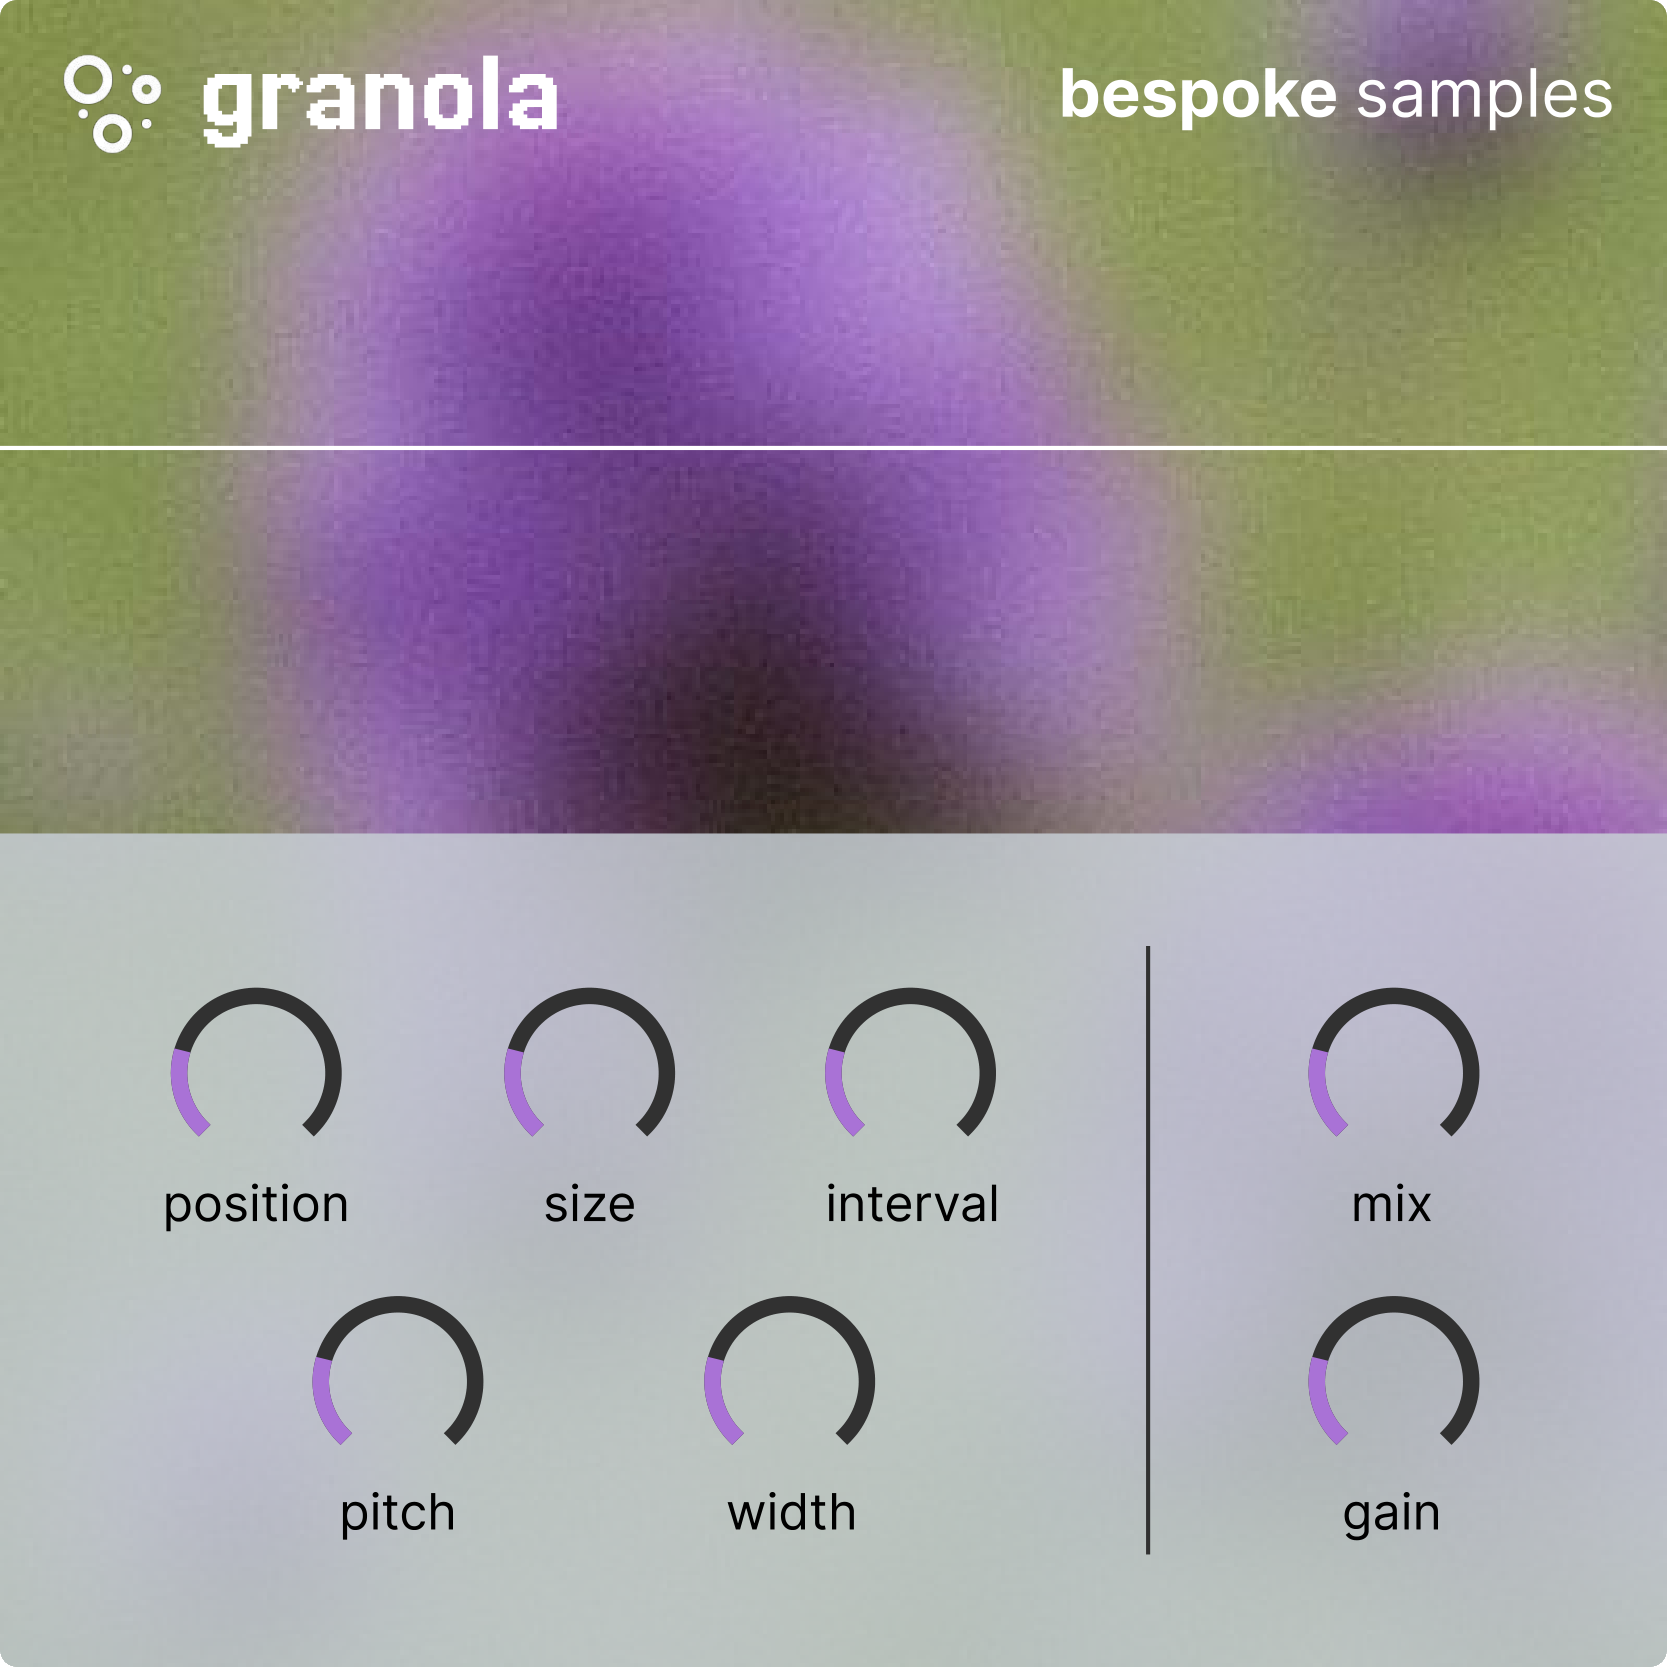 granola
bespoke samples
position
size
interval
mix
pitch
width
gain